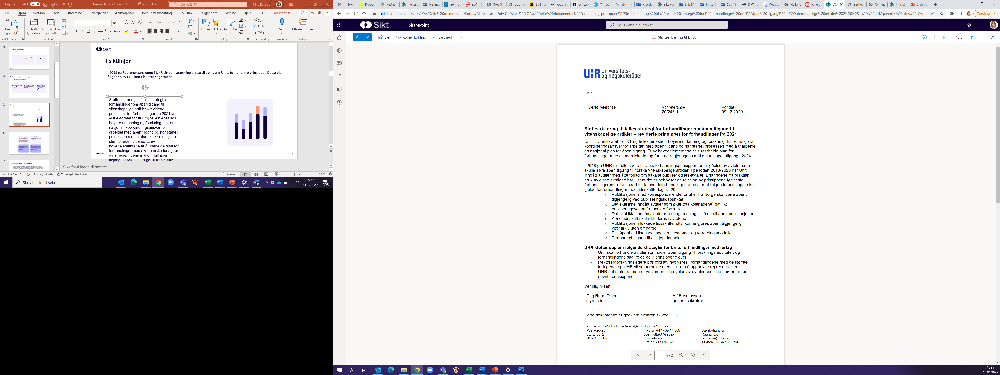 Lagre automatisk
Nina webinar 24.mai 2022.pptx • Lagret
Søk (Alt+U)
Nina Karlstrøm
Fil Hjem Sett inn Tegn Utforming Overganger Animasjoner Lysbildefremvisning Spill inn Se gjennom Visning Hjelp 360° Figurformat
Lim inn
Nytt lysbilde
Bruk lysbilder på nytt
18
F K U S ab AV Aa
Figurer Ordne Hurtigstiler
Søk
Erstatt
Velg
Dikter
Utformingsideer
Utklippstavle Lysbilder Skrift Avsnitt Tegning Redigering Stemme Designer
3
4
5
6
7
Sikt
I siktlinjen
I 2018 ga Reprenentanskapet i UHR sin samstemmige støtte til den gang Units forhandlingsprinsipper. Dette ble
fulgt opp av FFA som tilsluttet seg støtten.
Støtteerklæring til felles strategi for
forhandlinger om åpen tilgang til
vitenskapelige artikler –reviderte
prinsipper for forhandlinger fra 2021Unit
–Direktoratet for IKT og fellestjenester i
høyere utdanning og forskning, har et
nasjonalt koordineringsansvar for
arbeidet med åpen tilgang og har startet
prosessen med å utarbeide en nasjonal
plan for åpen tilgang. Et av
hovedelementene er å utarbeide plan for
forhandlinger med akademiske forlag for
å nå regjeringens mål om full åpen
tilgang i 2024. I 2018 ga UHR sin fulle
IA Analysis
5
Klikk for å legge til notater
Lysbilde 5 av 15 Norsk (bokmål) Tilgjengelighet: Undersøk Notater 62 %
Skriv her for å søke
15:37
23.05.2022
14
Innboks Propert Restaur Tjeneste Høring Seksjon 360° - S Brev til God tur Stilling Opptak Driftsm Yr - Osl Sikt - K Kravskj Sikt For Sak 13- Innkalli Sak 11- DFØ-ID Registr Ny fane Where LOA Støttee Ny fane Innsikt årshjul.
isikt.sharepoint.com/sites/LOA/Delte%20dokumenter/Forms/AllItems.aspx?id=%2Fsites%2FLOA%2FDelte%20dokumenter%2FForhandlingsprinsipper%2FStøtteerklæring%20til%20felles%20strategi%20for%20forhandlinger%20om%20åpen%20tilgang%20til%20vitenskapelige%20artikler%202%20%281%29%2Epdf&parent=%2Fsites%2FLOA...
Oppdater
Sikt
SharePoint
Søk i dette biblioteket
Åpne Del Kopier kobling Last ned
Støtteerklæring til f....pdf
7 / 8
UHR Universitets-
og høgskolerådet
Unit
Deres referanse Vår referanse Vår dato
20/246-1 09.12.2020
Støtteerklæring til felles strategi for forhandlinger om åpen tilgang til
vitenskapelige artikler – reviderte prinsipper for forhandlinger fra 2021
Unit – Direktoratet for IKT og fellestjenester i høyere utdanning og forskning, har et nasjonalt
koordineringsansvar for arbeidet med åpen tilgang og har startet prosessen med å utarbeide
en nasjonal plan for åpen tilgang. Et av hovedelementene er å utarbeide plan for
forhandlinger med akademiske forlag for å nå regjeringens mål om full åpen tilgang i 2024.
I 2018 ga UHR sin fulle støtte til Units forhandlingsprinsipper for inngåelse av avtaler som
skulle sikre åpen tilgang til norske vitenskapelige artikler. I perioden 2018-2020 har Unit
inngått avtaler med åtte forlag om såkalte publiser og les-avtaler. Erfaringene fra praktisk
bruk av disse avtalene har vist at det er behov for en revisjon av prinsippene før neste
forhandlingsrunde. Units råd for konsortieforhandlinger anbefaler at følgende prinsipper skal
gjelde for forhandlinger med tidsskriftforlag fra 2021:
o Publikasjoner med korresponderende forfatter fra Norge skal være åpent
tilgjengelig ved publiseringstidspunktet.
o Det skal ikke inngås avtaler som øker totalkostnadene1 gitt likt
publiseringsvolum fra norske forskere.
o Det skal ikke inngås avtaler med begrensninger på antall åpne publikasjoner
o Åpne tidsskrift skal inkluderes i avtalene.
o Publikasjoner i lukkede tidsskrifter skal kunne gjøres åpent tilgjengelig i
vitenarkiv uten embargo.
o Full åpenhet i lisensbetingelser, kostnader og forretningsmodeller
o Permanent tilgang til alt kjøpt innhold.
UHR støtter opp om følgende strategier for Units forhandlinger med forlag
- Unit skal forhandle avtaler som sikrer åpen tilgang til forskningsresultater, og
forhandlingene skal følge de 7 prinsippene over.
- Rektorer/forskningsledere bør fortsatt involveres i forhandlingene med de største
forlagene, og UHR vil samarbeide med Unit om å oppnevne representanter.
- UHR anbefaler at man nøye vurderer fornyelse av avtaler som ikke møter de før
nevnte prinsippene.
Vennlig hilsen
Dag Rune Olsen Alf Rasmussen
styreleder generalsekretær
Dette dokumentet er godkjent elektronisk ved UHR
1 Forstått som «inflasjonsjustert kostnad for avtaler forut for 2018»
Postadresse Telefon +47 409 14 969 Saksbehandler
Stortorvet 2 postmottak@uhr.no Ragnar Lie
NO-0155 Oslo www.uhr.no ragnar.lie@uhr.no
Org.nr. 917 697 825 Telefon +47 924 20 399
1 av 2
15:37
23.05.2022